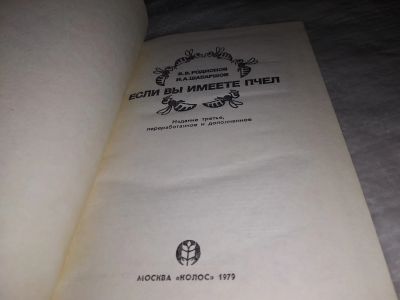 В. В. РОДИОНОВ
И. А. ШАБАРШОВ
ЕСЛИ ВЫ ИМЕЕТЕ ПЧЕЛ
Издание третье,
переработанное и дополненное
МОСКВА «КОЛОС» 1979